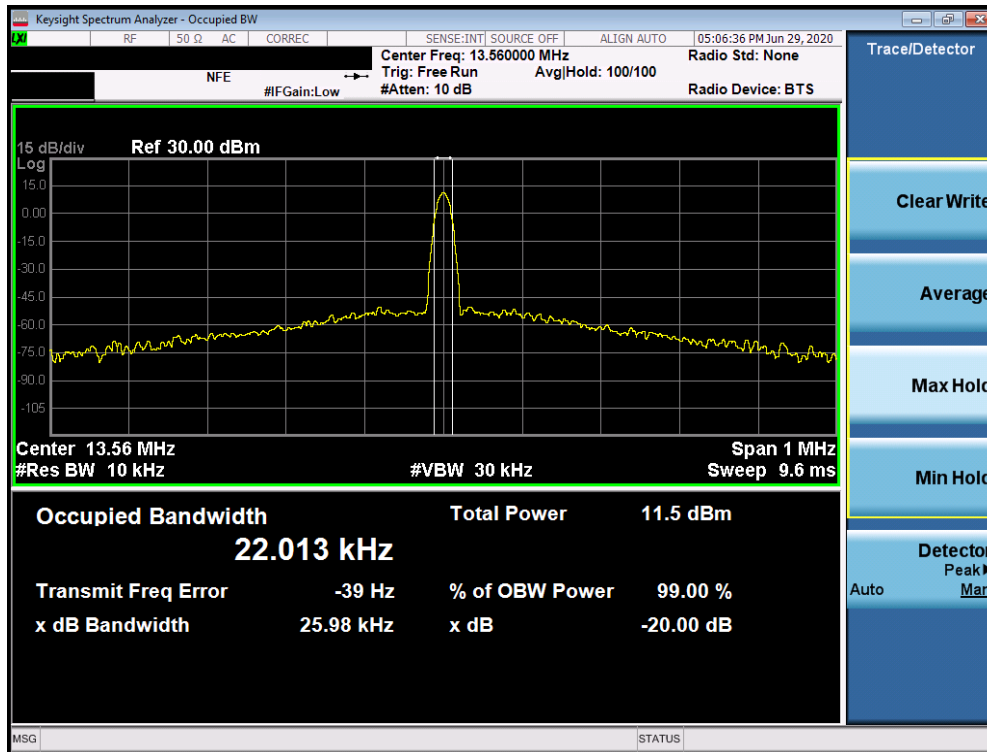 Keysight Spectrum Analyzer - Occupied BW
LXI RF 50 Ω AC CORREC SENSE:INT SOURCE OFF ALIGN AUTO 05:06:36 PM Jun 29, 2020
Center Freq: 13.560000 MHz Radio Std: None
NFE Trig: Free Run Avg|Hold: 100/100
#IFGain:Low #Atten: 10 dB Radio Device: BTS
Trace/Detector
15 dB/div Ref 30.00 dBm
Log
15.0
0.00
-15.0
-30.0
-45.0
-60.0
-75.0
-90.0
-105
Center 13.56 MHz Span 1 MHz
#Res BW 10 kHz #VBW 30 kHz Sweep 9.6 ms
Occupied Bandwidth Total Power 11.5 dBm
22.013 kHz
Transmit Freq Error -39 Hz % of OBW Power 99.00 %
x dB Bandwidth 25.98 kHz x dB -20.00 dB
Clear Write
Average
Max Hold
Min Hold
Detector
Peak
Auto Man
MSG STATUS